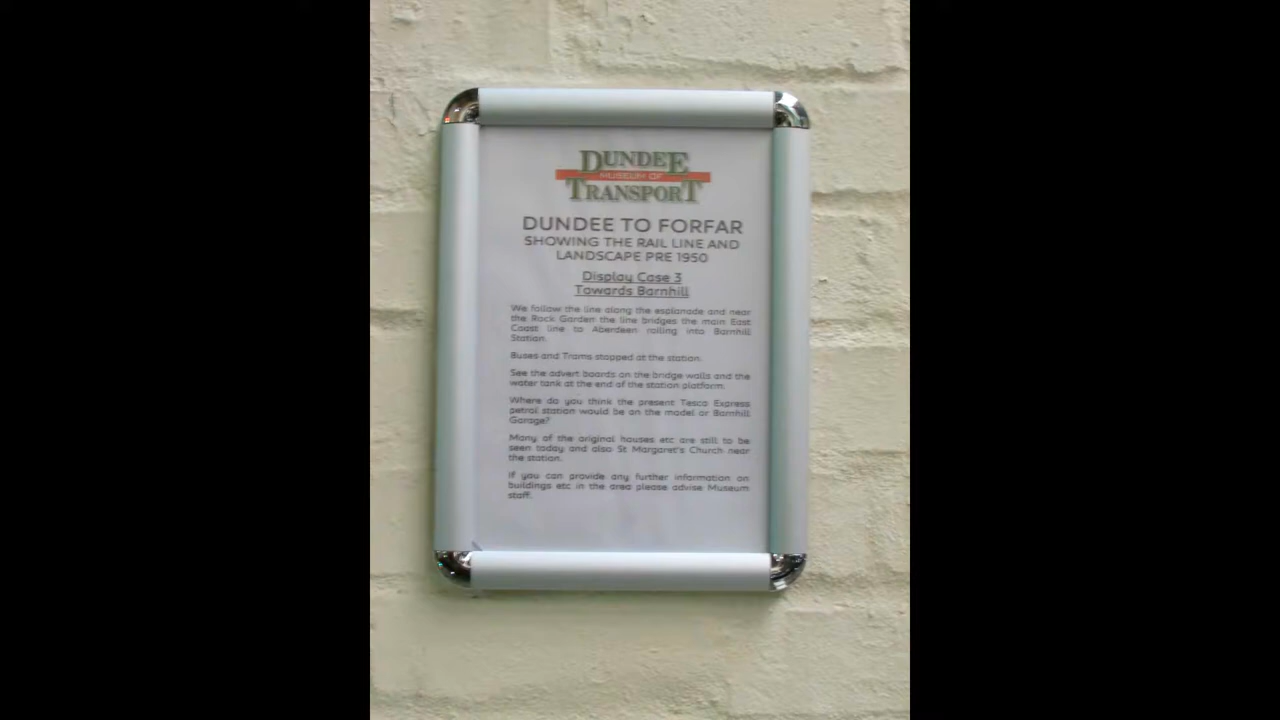 DUNDEE
MUSEUM OF
TRANSPORT
DUNDEE TO FORFAR
SHOWING THE RAIL LINE AND
LANDSCAPE PRE 1950
Display Case 3
Towards Barnhill
We follow the line along the esplanade and near
the Rock Garden the line bridges the main East
Coast line to Aberdeen railing into Barnhill
Station.
Buses and Trams stopped at the station.
See the advert boards on the bridge walls and the
water tank at the end of the station platform.
Where do you think the present Tesco Express
petrol station would be on the model or Barnhill
Garage?
Many of the original houses etc are still to be
seen today and also St Margaret's Church near
the station.
If you can provide any further information on
buildings etc in the area please advise Museum
staff.